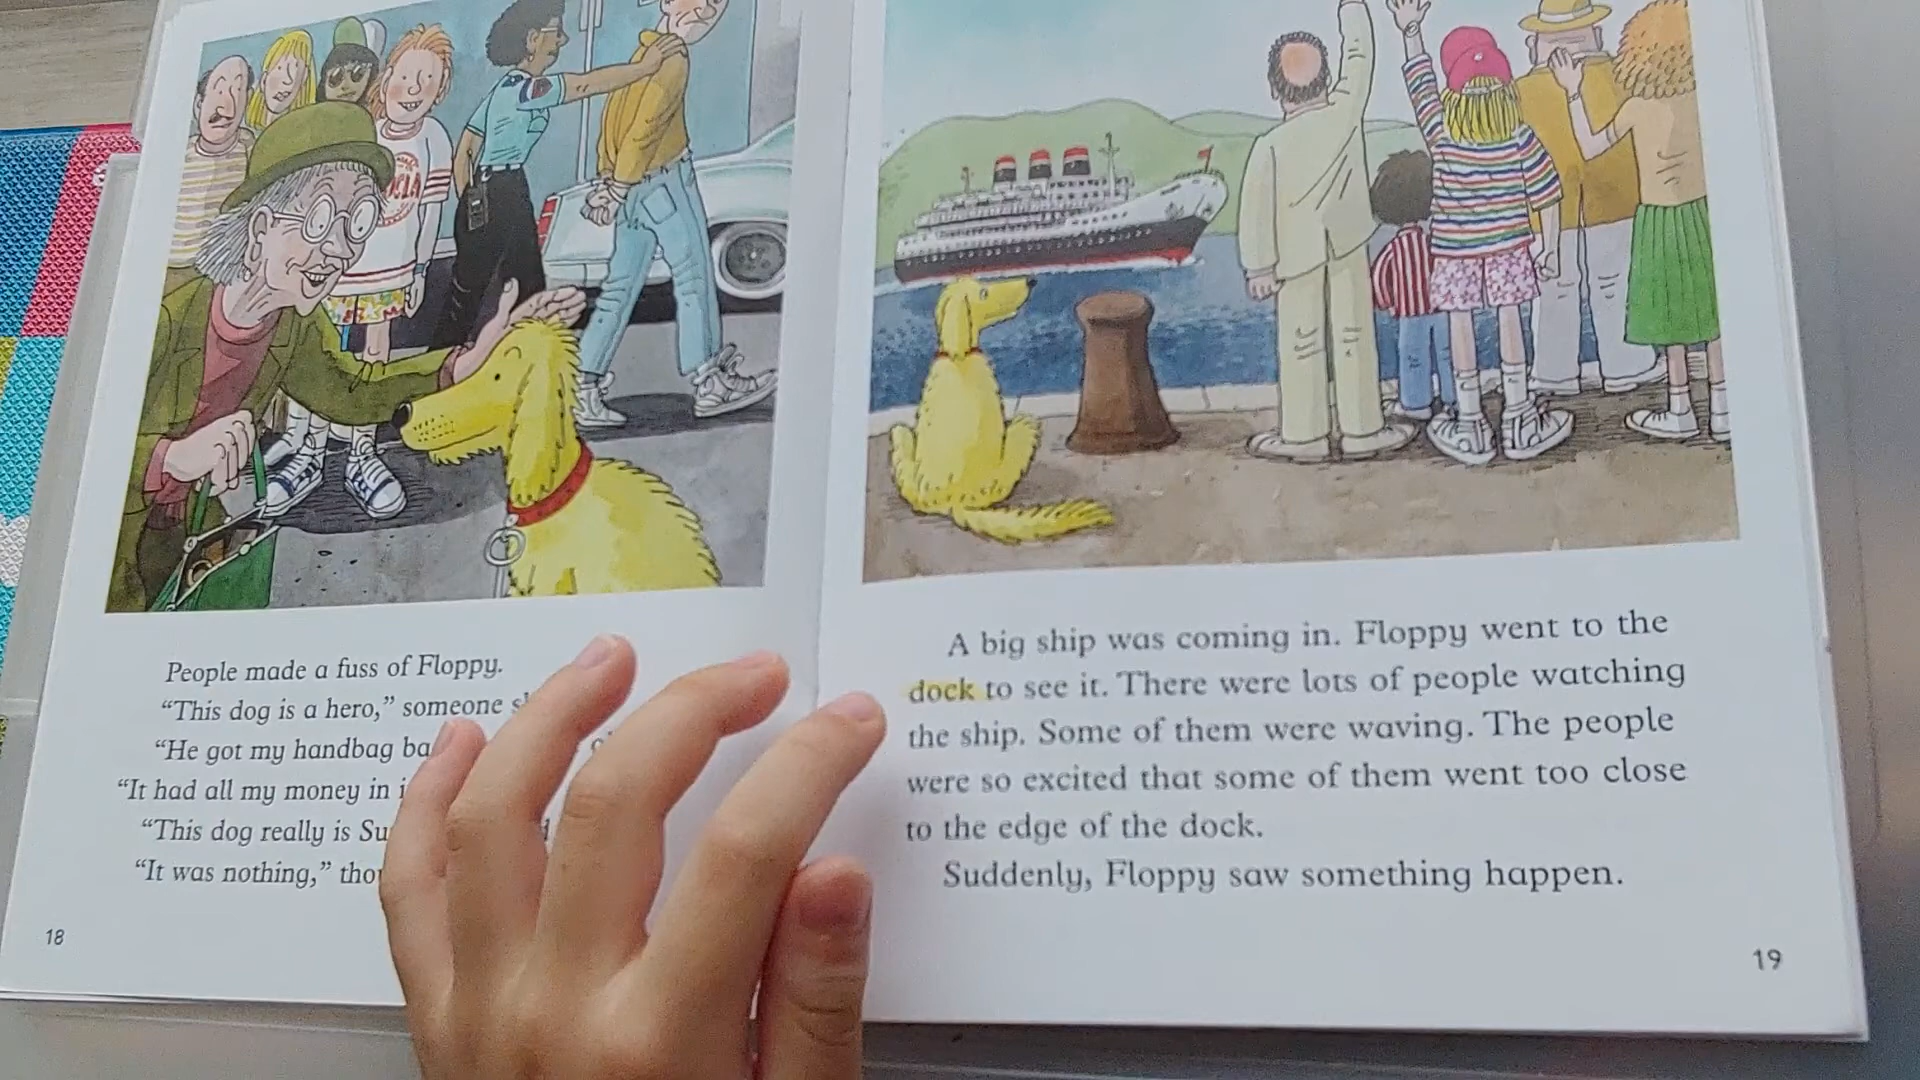 People made a fuss of Floppy.
“This dog is a hero,” someone
“He got my handbag
“It had all my money in
“This dog really is
“It was nothing,”
18
A big ship was coming in. Floppy went to the
dock to see it. There were lots of people watching
the ship. Some of them were waving. The people
were so excited that some of them went too close
to the edge of the dock.
Suddenly, Floppy saw something happen.
19